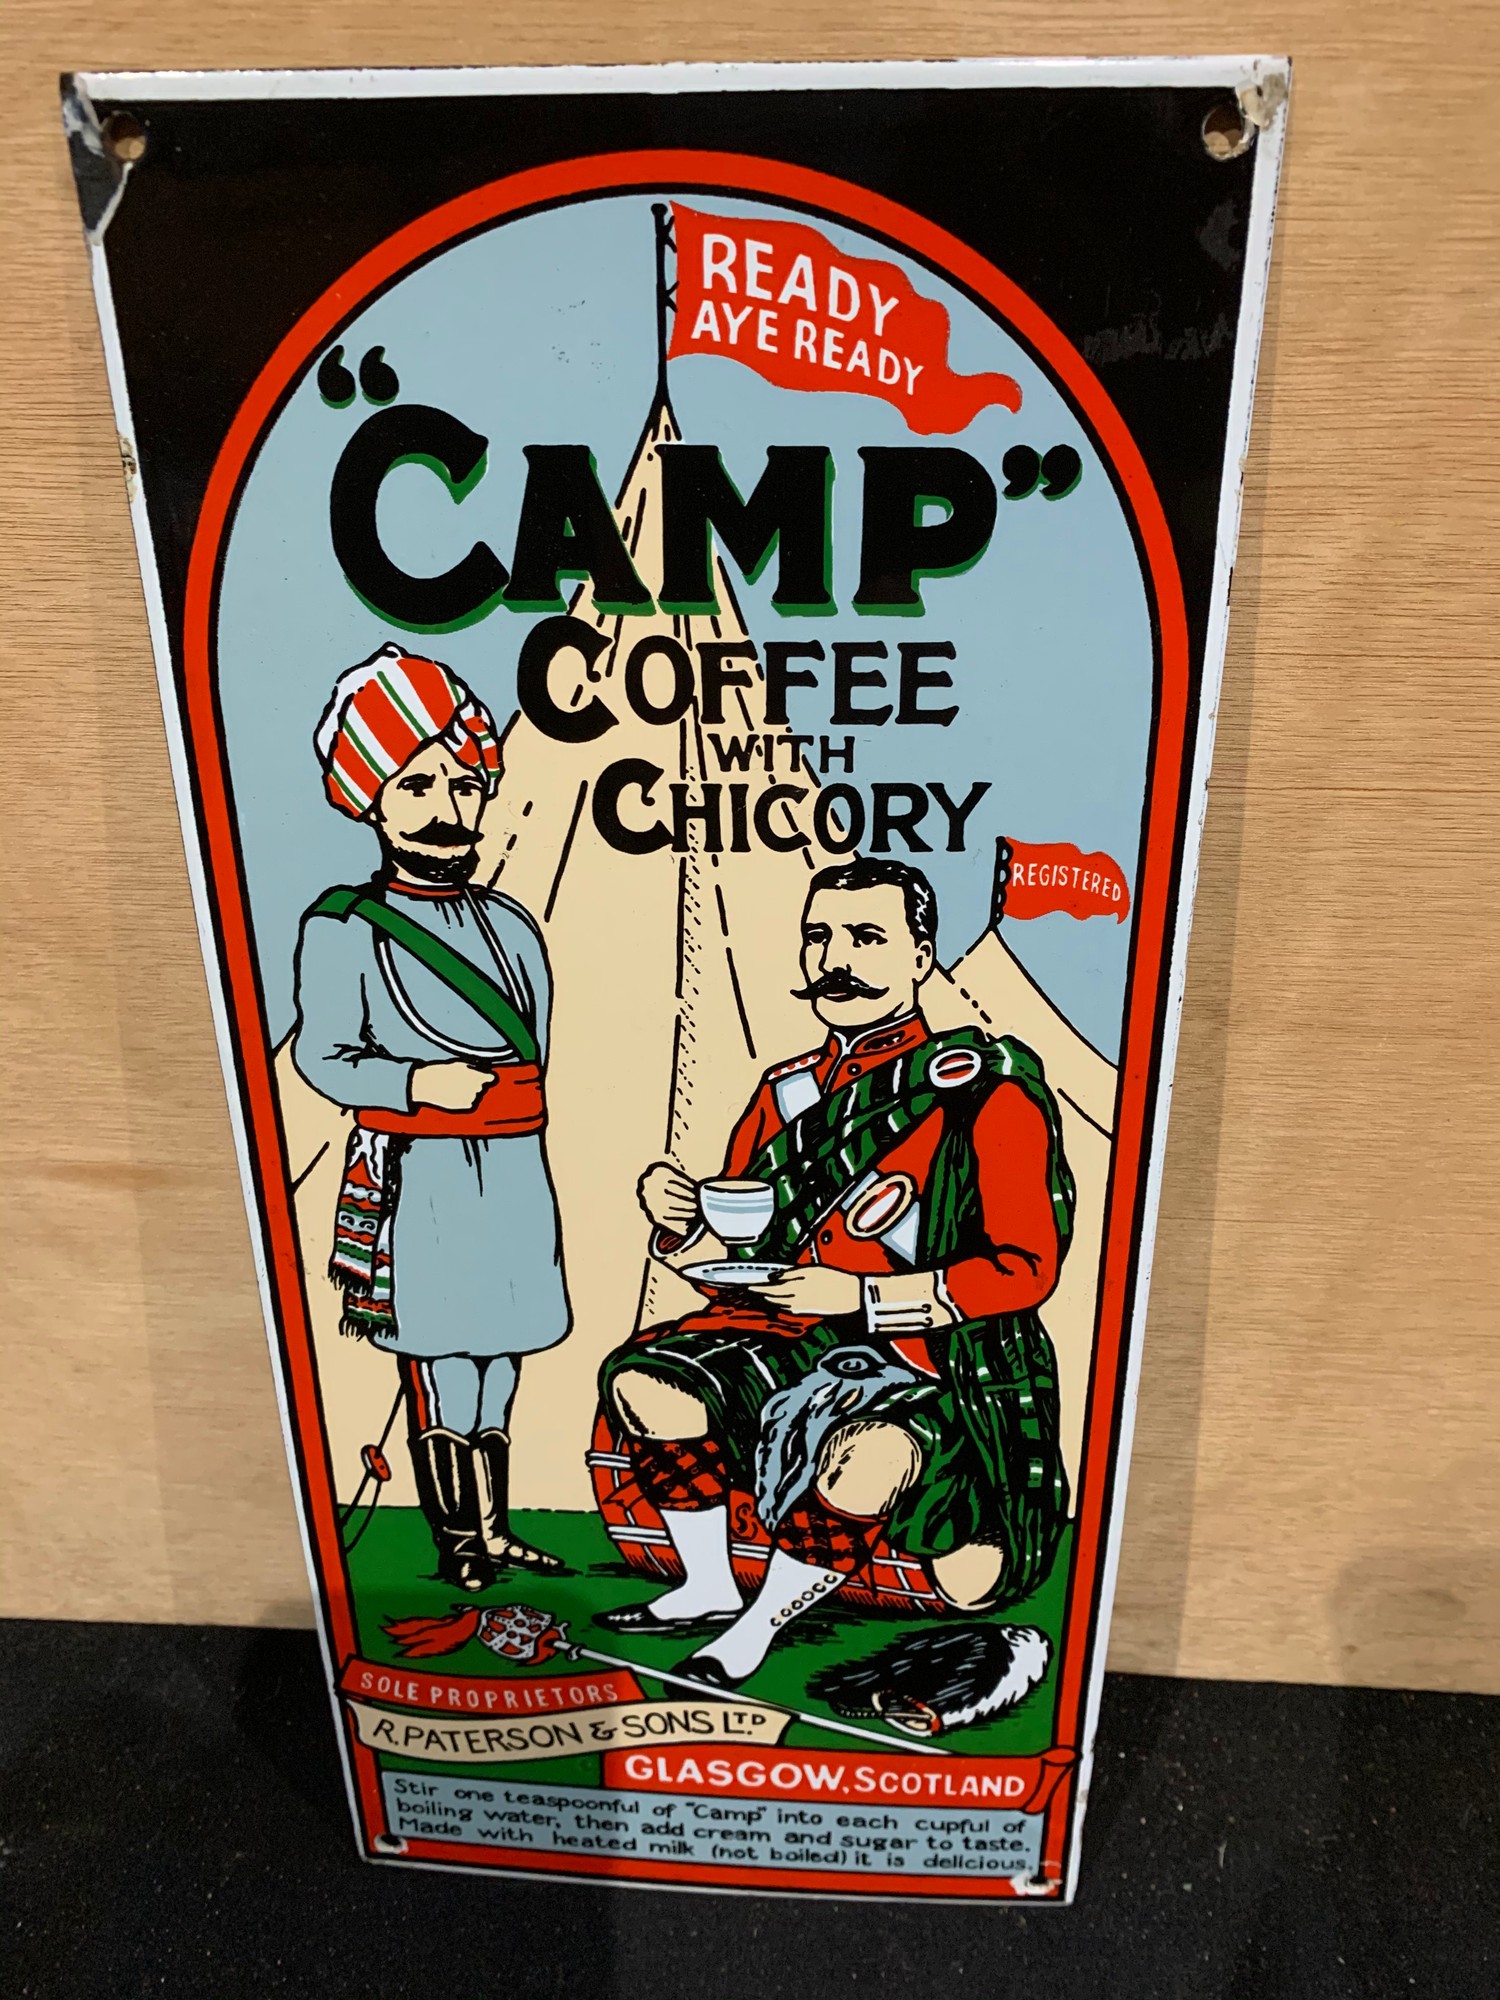 READY
AYE READY
"CAMP"
COFFEE
WITH
CHICORY
REGISTERED
SOLE PROPRIETORS
R. PATERSON & SONS LTD.
GLASGOW, SCOTLAND
Stir one teaspoonful of "Camp" into each cupful of
boiling water, then add cream and sugar to taste.
Made with heated milk (not boiled) it is delicious.